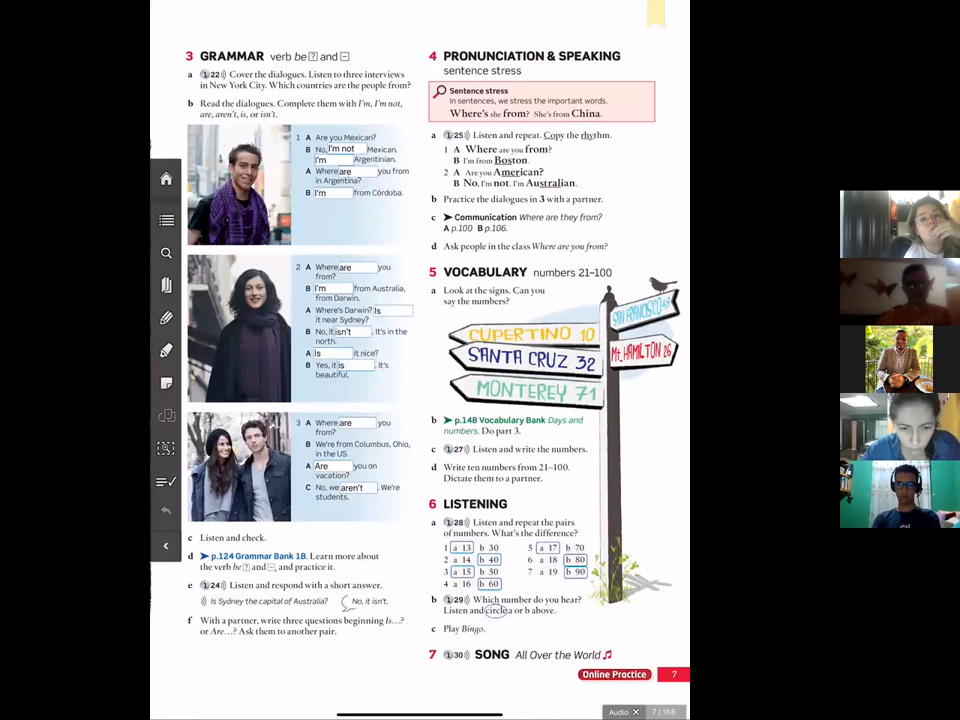 3 GRAMMAR verb be ? and −
a 1 22))) Cover the dialogues. Listen to three interviews
in New York City. Which countries are the people from?
b Read the dialogues. Complete them with I'm, I'm not,
are, aren't, is, or isn't.
1 A Are you Mexican?
B No, I'm not Mexican.
I'm Argentinian.
A Where are you from
in Argentina?
B I'm from Córdoba.
2 A Where are you
from?
B I'm from Australia,
from Darwin.
A Where's Darwin? Is
it near Sydney?
B No, it isn't . It's in the
north.
A Is it nice?
B Yes, it is . It's
beautiful.
3 A Where are you
from?
B We're from Columbus, Ohio,
in the US.
A Are you on
vacation?
C No, we aren't . We're
students.
c Listen and check.
d p.124 Grammar Bank 1B. Learn more about
the verb be ? and −, and practice it.
e 1 24))) Listen and respond with a short answer.
))) Is Sydney the capital of Australia? No, it isn't.
f With a partner, write three questions beginning Is…?
or Are…? Ask them to another pair.
4 PRONUNCIATION & SPEAKING
sentence stress
Sentence stress
In sentences, we stress the important words.
Where's she from? She's from China.
a 1 25))) Listen and repeat. Copy the rhythm.
1 A Where are you from?
B I'm from Boston.
2 A Are you American?
B No, I'm not. I'm Australian.
b Practice the dialogues in 3 with a partner.
c Communication Where are they from?
A p.100 B p.106.
d Ask people in the class Where are you from?
5 VOCABULARY numbers 21–100
a Look at the signs. Can you
say the numbers?
SAN FRANCISCO 48
CUPERTINO 10
SANTA CRUZ 32
Mt. HAMILTON 26
MONTEREY 71
b p.148 Vocabulary Bank Days and
numbers. Do part 3.
c 1 27))) Listen and write the numbers.
d Write ten numbers from 21–100.
Dictate them to a partner.
6 LISTENING
a 1 28))) Listen and repeat the pairs
of numbers. What's the difference?
1 a 13 b 30 5 a 17 b 70
2 a 14 b 40 6 a 18 b 80
3 a 15 b 50 7 a 19 b 90
4 a 16 b 60
b 1 29))) Which number do you hear?
Listen and circle a or b above.
c Play Bingo.
7 1 30))) SONG All Over the World
Online Practice 7
Audio ✕ 7 / 168